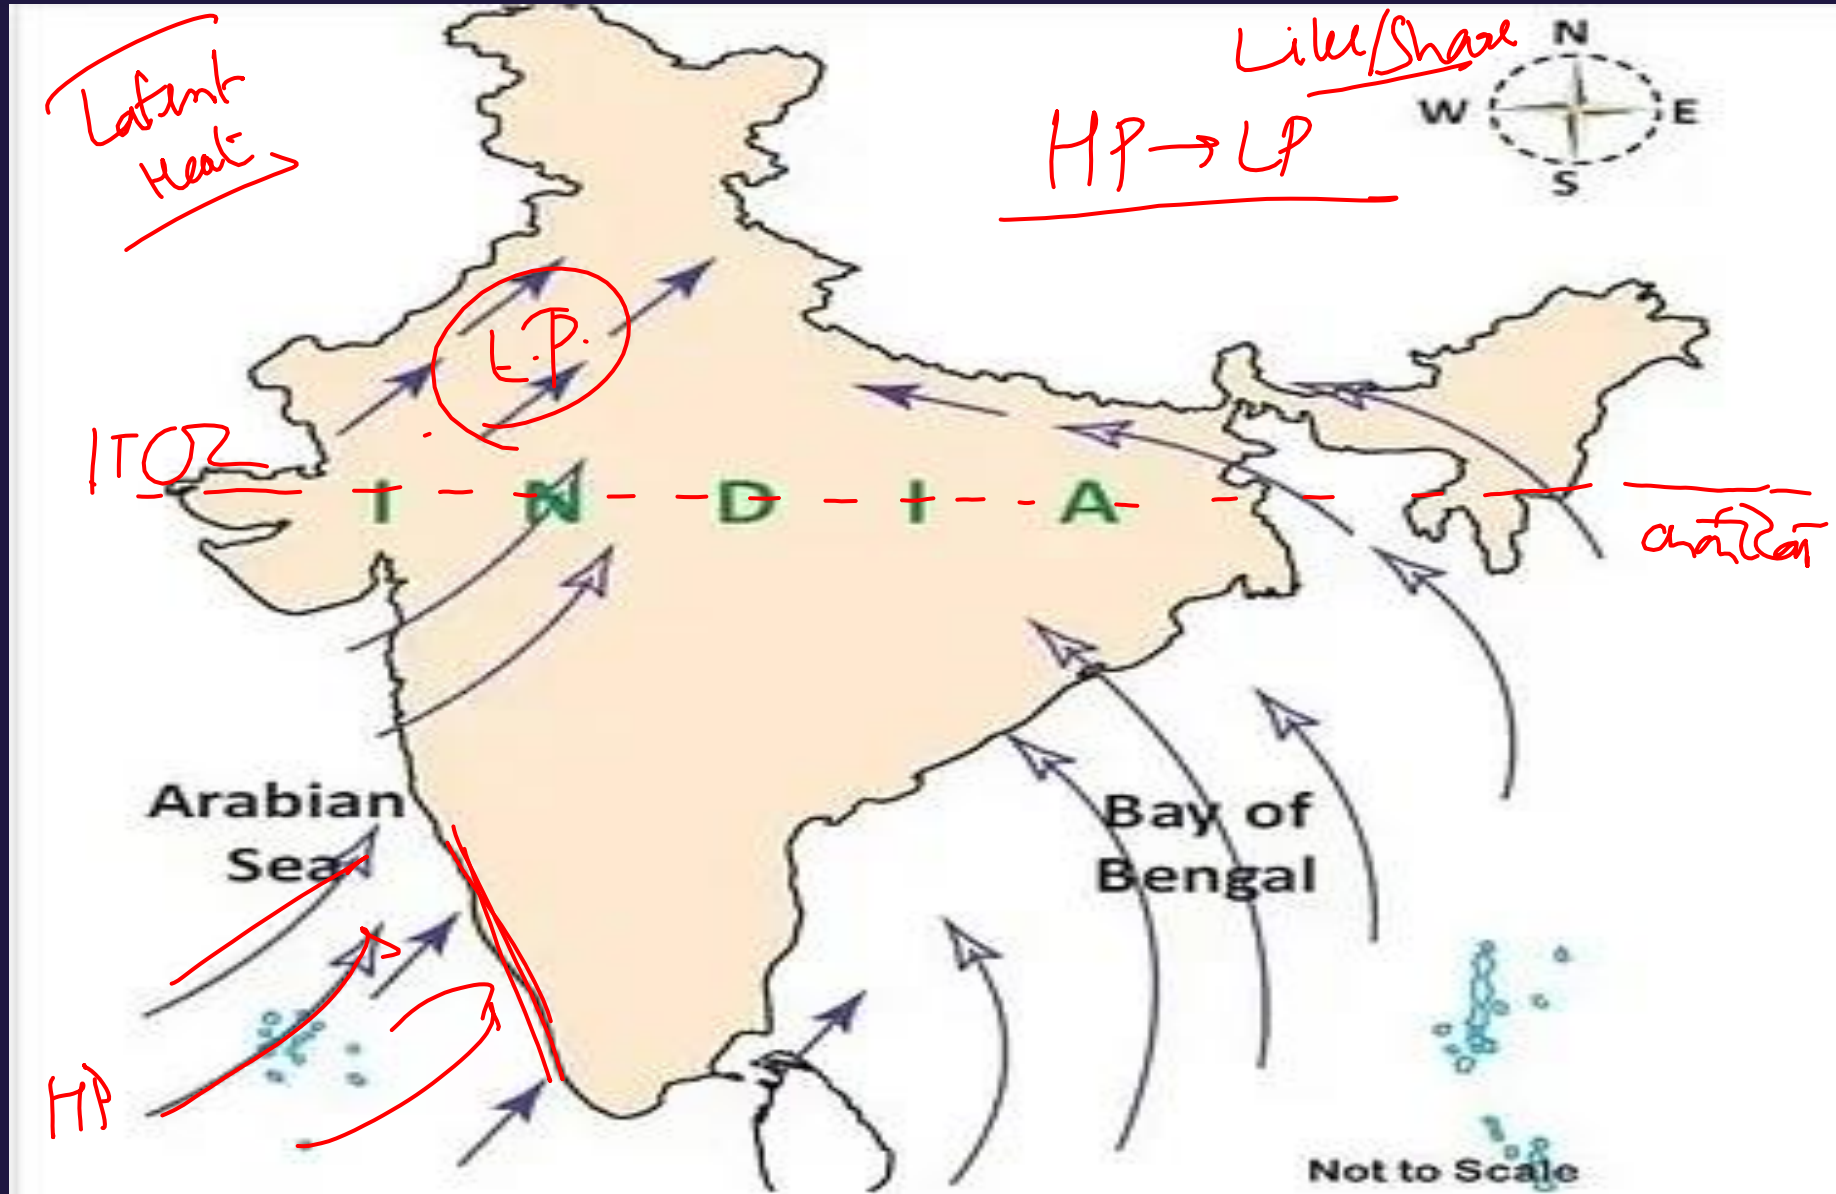 Latent
Heat
Like/Share
HP→LP
N
W E
S
L.P.
ITCZ
I N D I A
Arabian
Sea
Bay of
Bengal
HP
Not to Scale